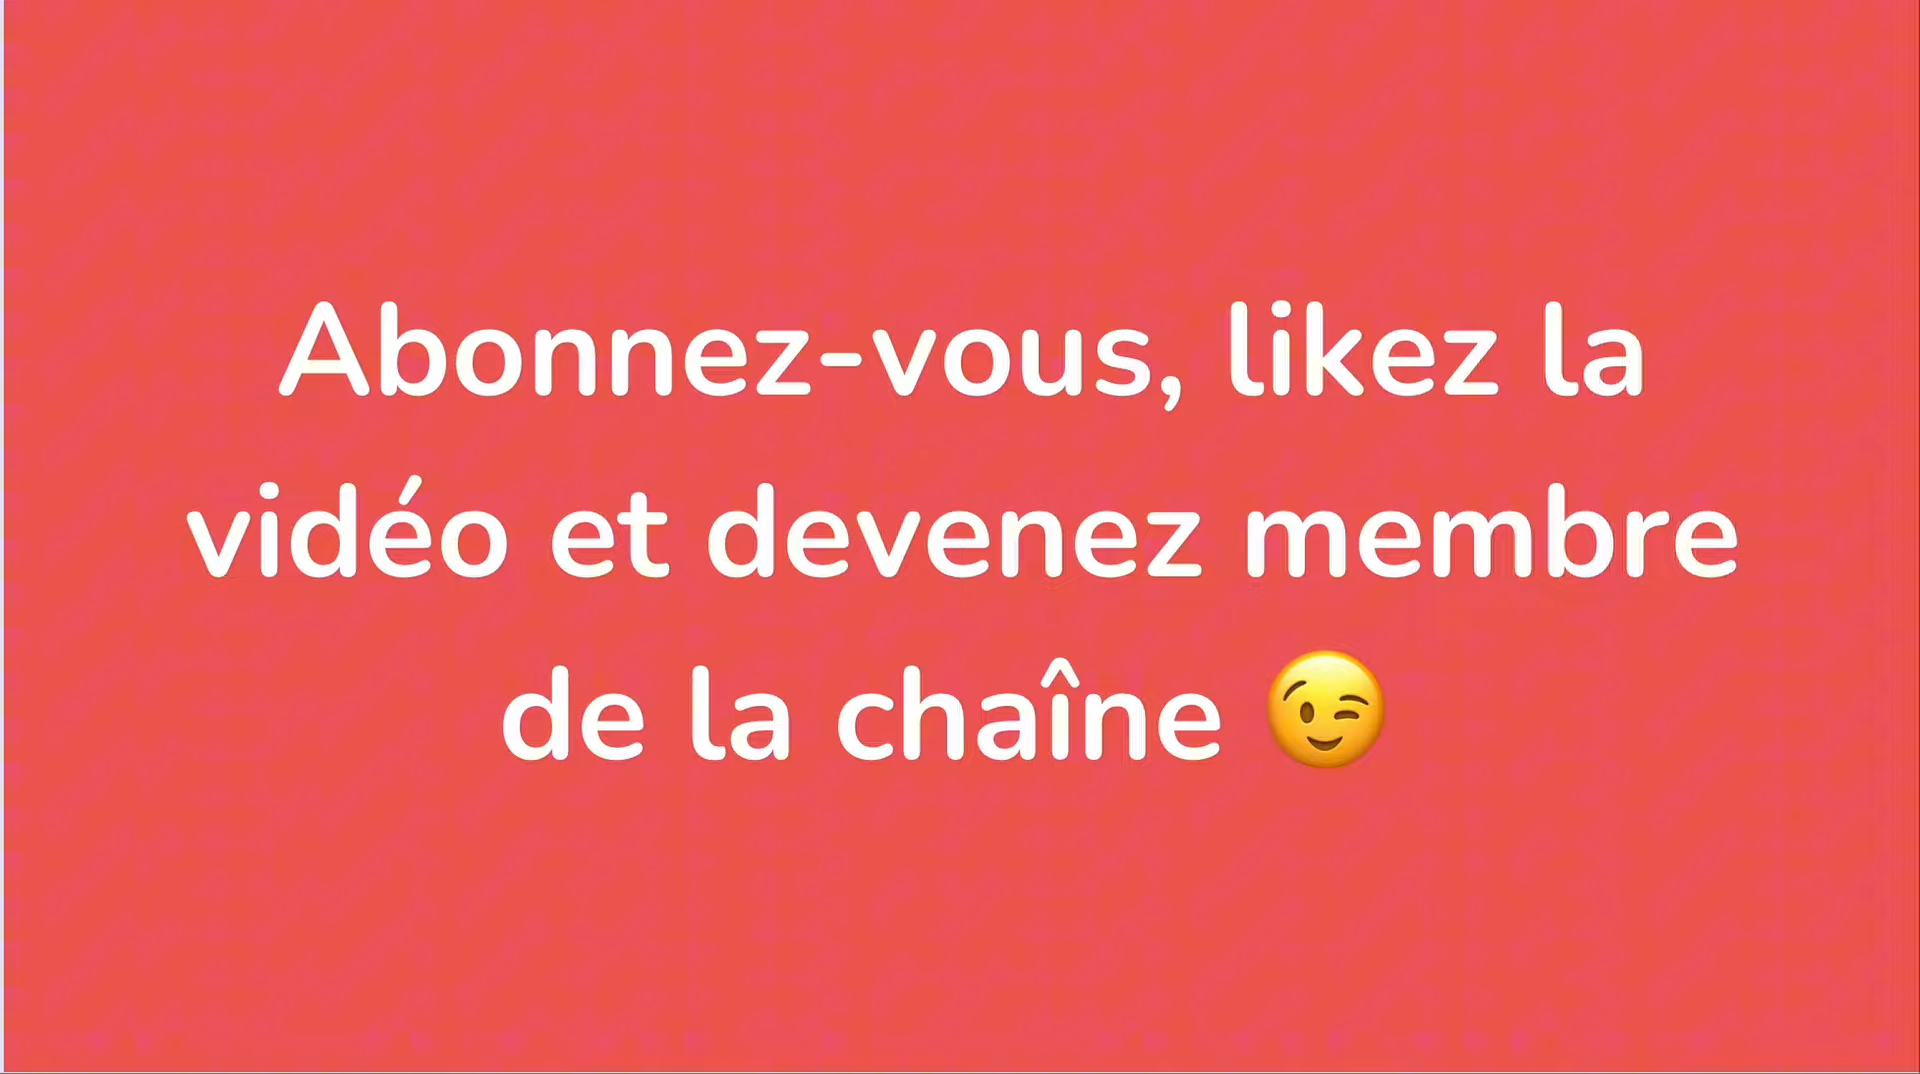 Abonnez-vous, likez la
vidéo et devenez membre
de la chaîne 😉